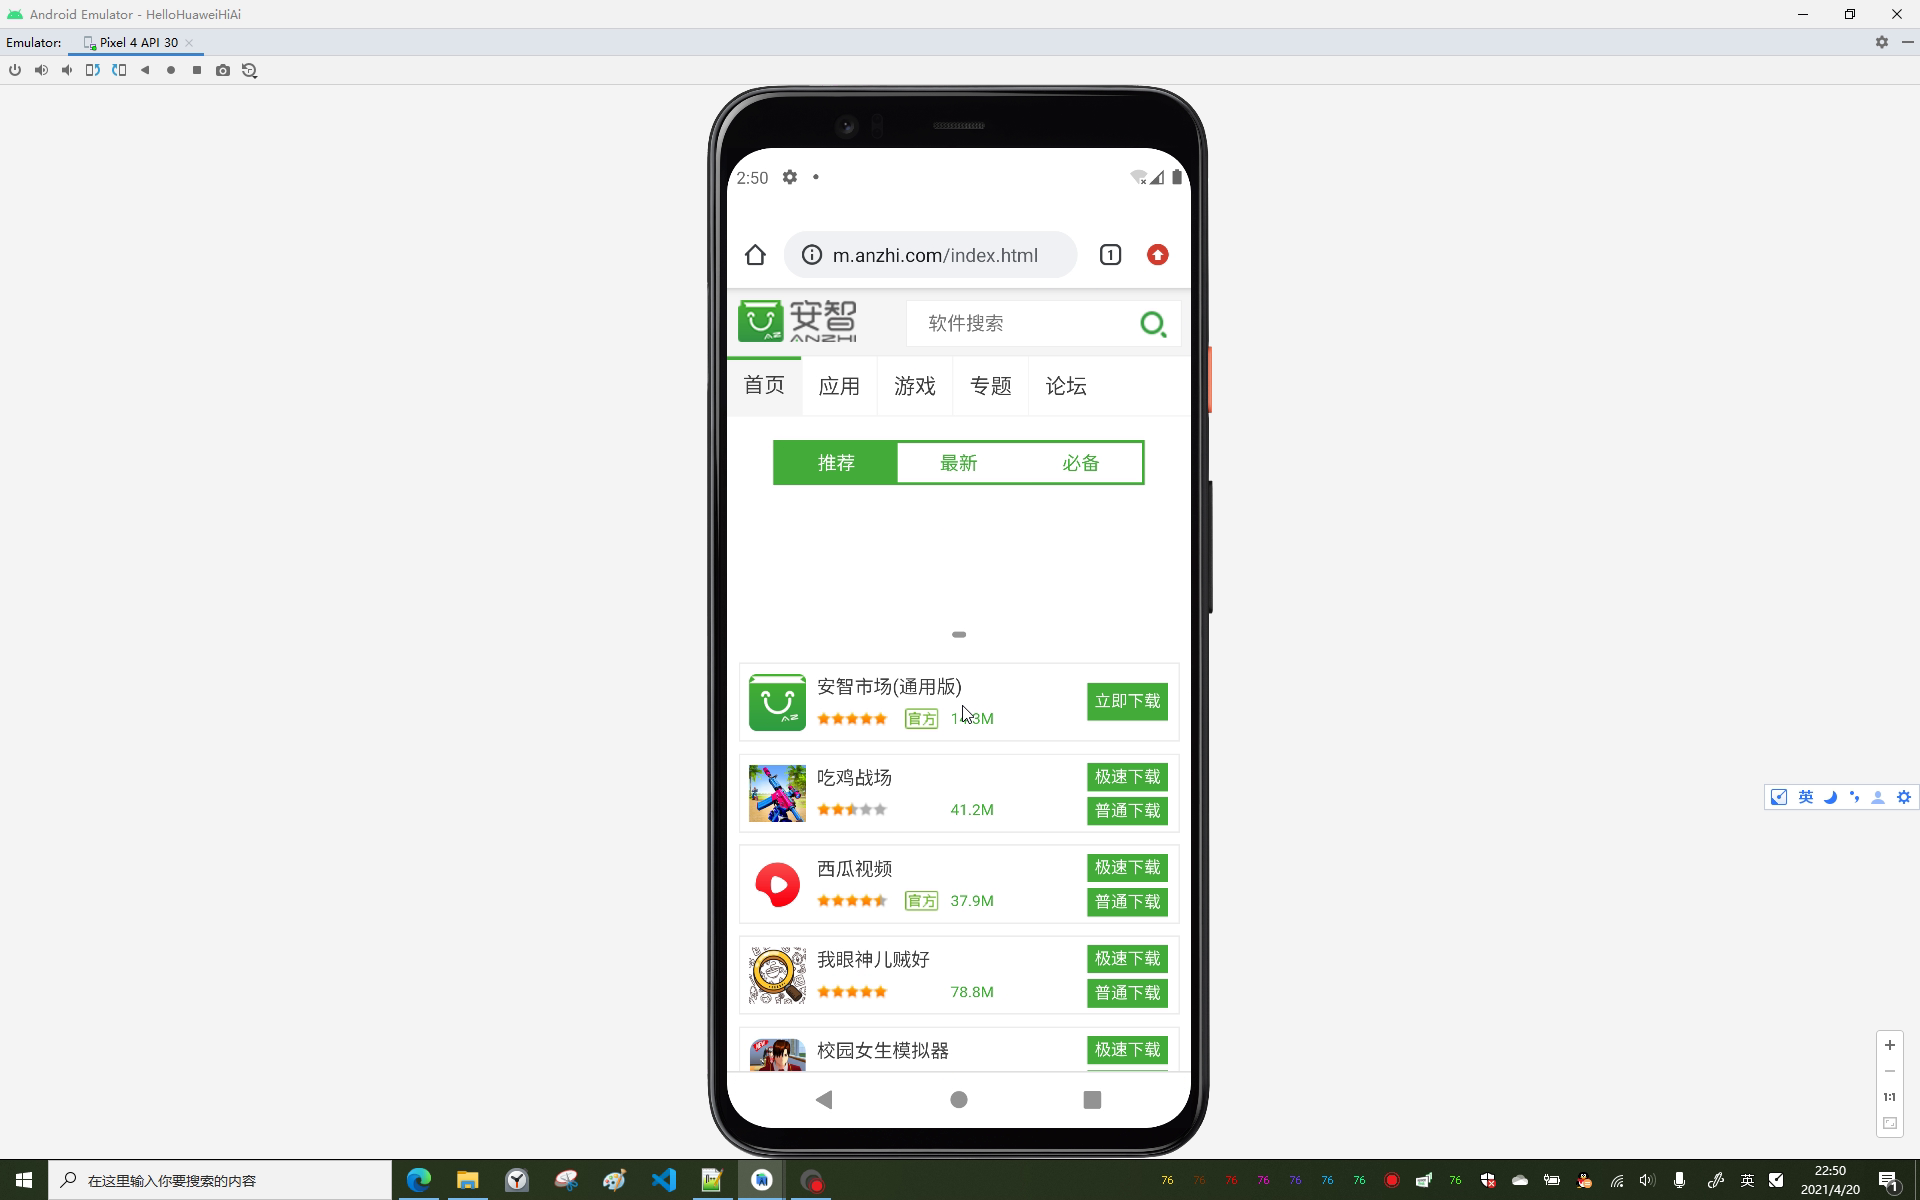 Android Emulator - HelloHuaweiHiAi
Emulator: Pixel 4 API 30
2:50
1
m.anzhi.com/index.html
安智
ANZHI
软件搜索
首页 应用 游戏 专题 论坛
推荐 最新 必备
安智市场(通用版)
立即下载
官方
AZ
吃鸡战场
极速下载
41.2M
普通下载
西瓜视频
极速下载
官方 37.9M
普通下载
我眼神儿贼好
极速下载
78.8M
普通下载
校园女生模拟器
极速下载
英
1:1
在这里输入你要搜索的内容
76 76 76 76 76 76 76 76
英
22:50
2021/4/20
1